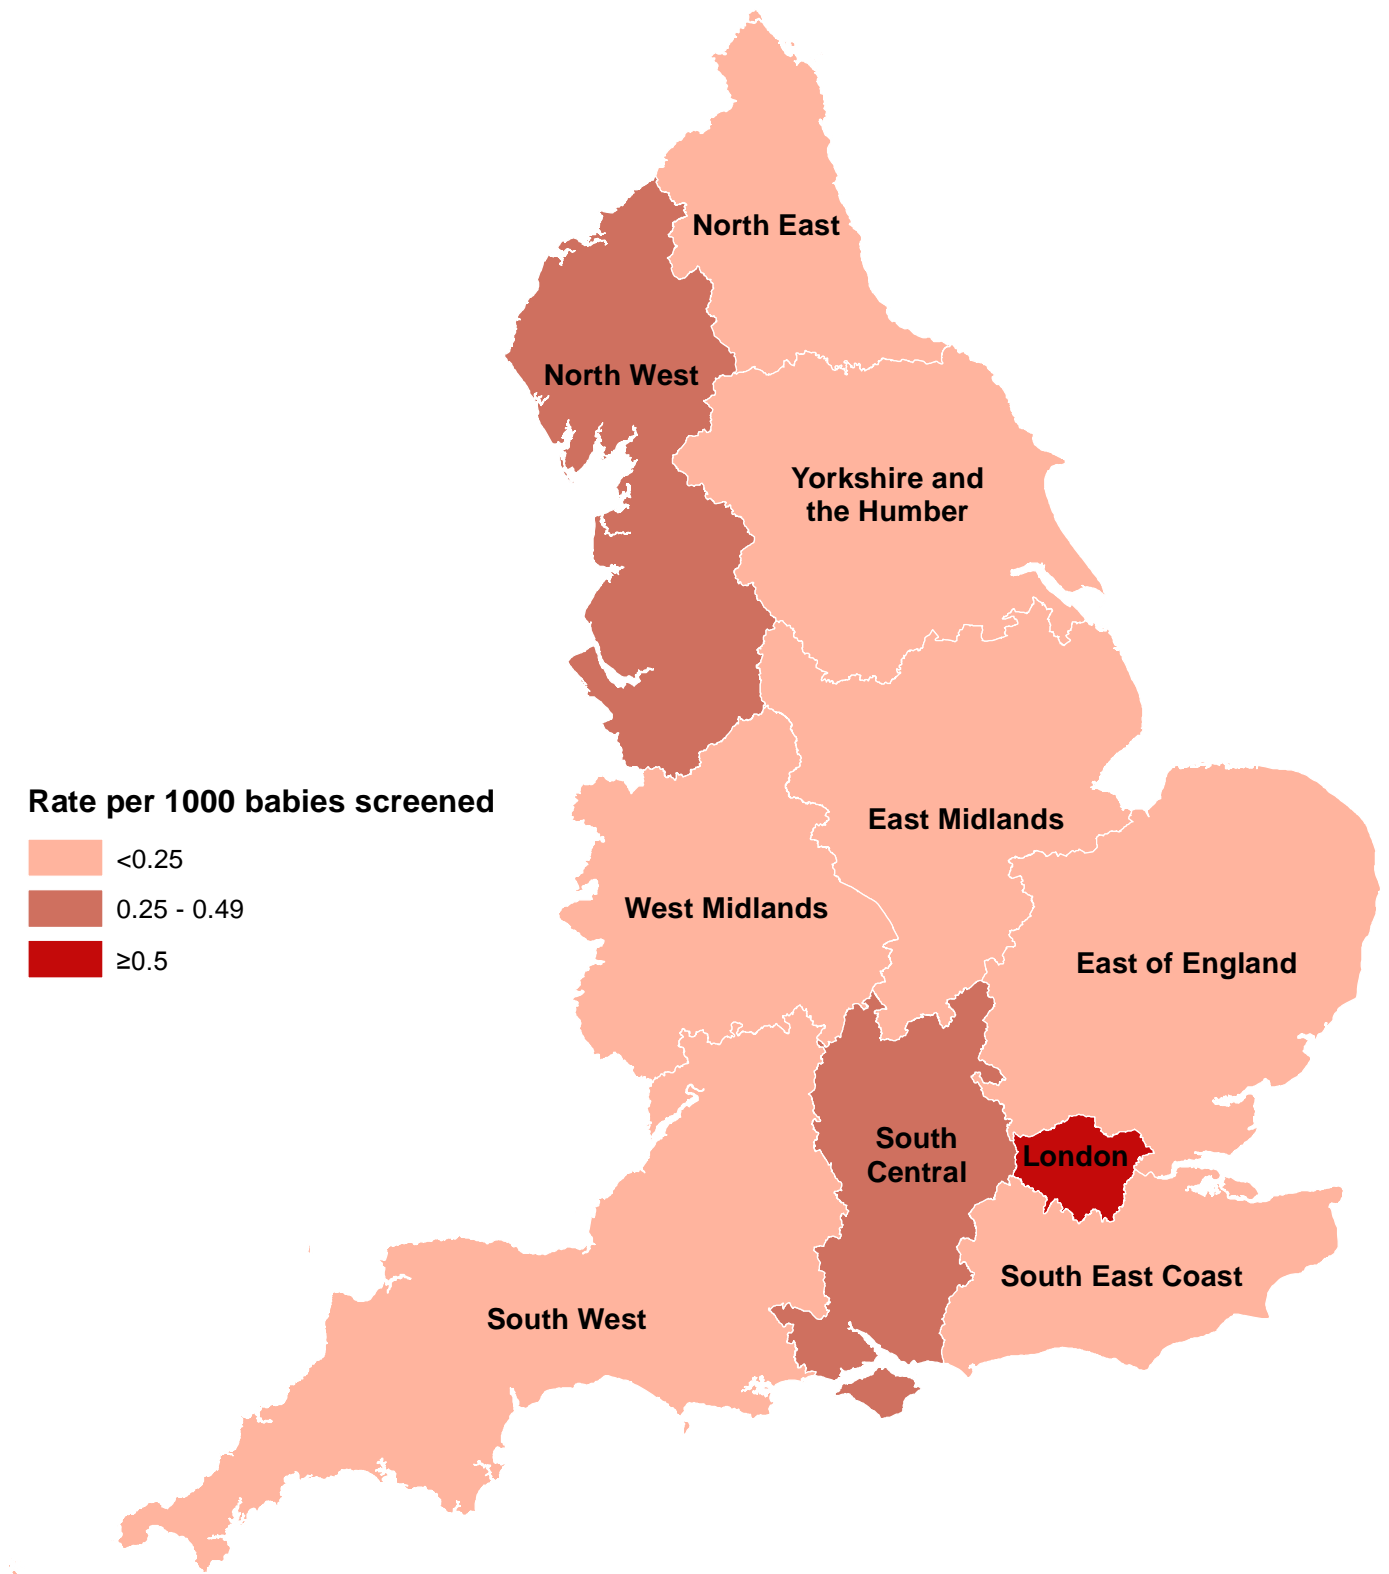 North East
North West
Yorkshire and
the Humber
Rate per 1000 babies screened
<0.25
0.25 - 0.49
≥0.5
East Midlands
West Midlands
East of England
South
Central
London
South East Coast
South West